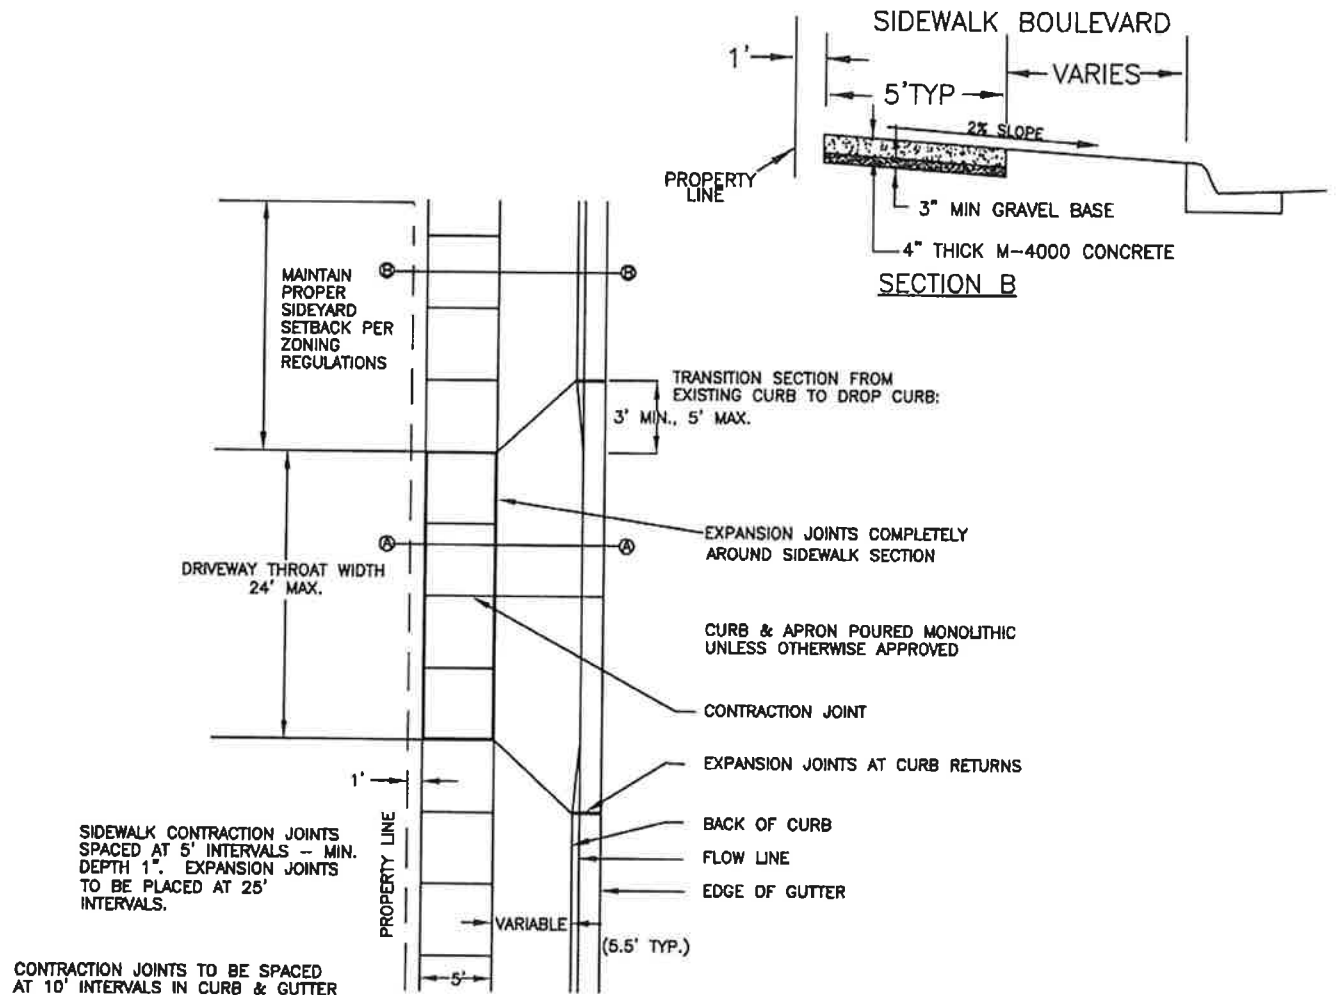 SIDEWALK BOULEVARD
1'
VARIES
5'TYP
2% SLOPE
PROPERTY
LINE
3" MIN GRAVEL BASE
4" THICK M-4000 CONCRETE
SECTION B
MAINTAIN
PROPER
SIDEYARD
SETBACK PER
ZONING
REGULATIONS
B
B
TRANSITION SECTION FROM
EXISTING CURB TO DROP CURB:
3' MIN., 5' MAX.
EXPANSION JOINTS COMPLETELY
AROUND SIDEWALK SECTION
A
A
DRIVEWAY THROAT WIDTH
24' MAX.
CURB & APRON POURED MONOLITHIC
UNLESS OTHERWISE APPROVED
CONTRACTION JOINT
EXPANSION JOINTS AT CURB RETURNS
1'
BACK OF CURB
FLOW LINE
EDGE OF GUTTER
PROPERTY LINE
SIDEWALK CONTRACTION JOINTS
SPACED AT 5' INTERVALS – MIN.
DEPTH 1". EXPANSION JOINTS
TO BE PLACED AT 25'
INTERVALS.
VARIABLE
(5.5' TYP.)
5'
CONTRACTION JOINTS TO BE SPACED
AT 10' INTERVALS IN CURB & GUTTER